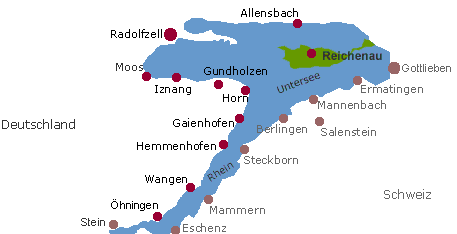 Allensbach
Radolfzell
Reichenau
Moos
Gundholzen
Gottlieben
Iznang
Untersee
Ermatingen
Horn
Mannenbach
Deutschland
Gaienhofen
Berlingen
Salenstein
Hemmenhofen
Steckborn
Rhein
Wangen
Schweiz
Öhningen
Mammern
Stein
Eschenz